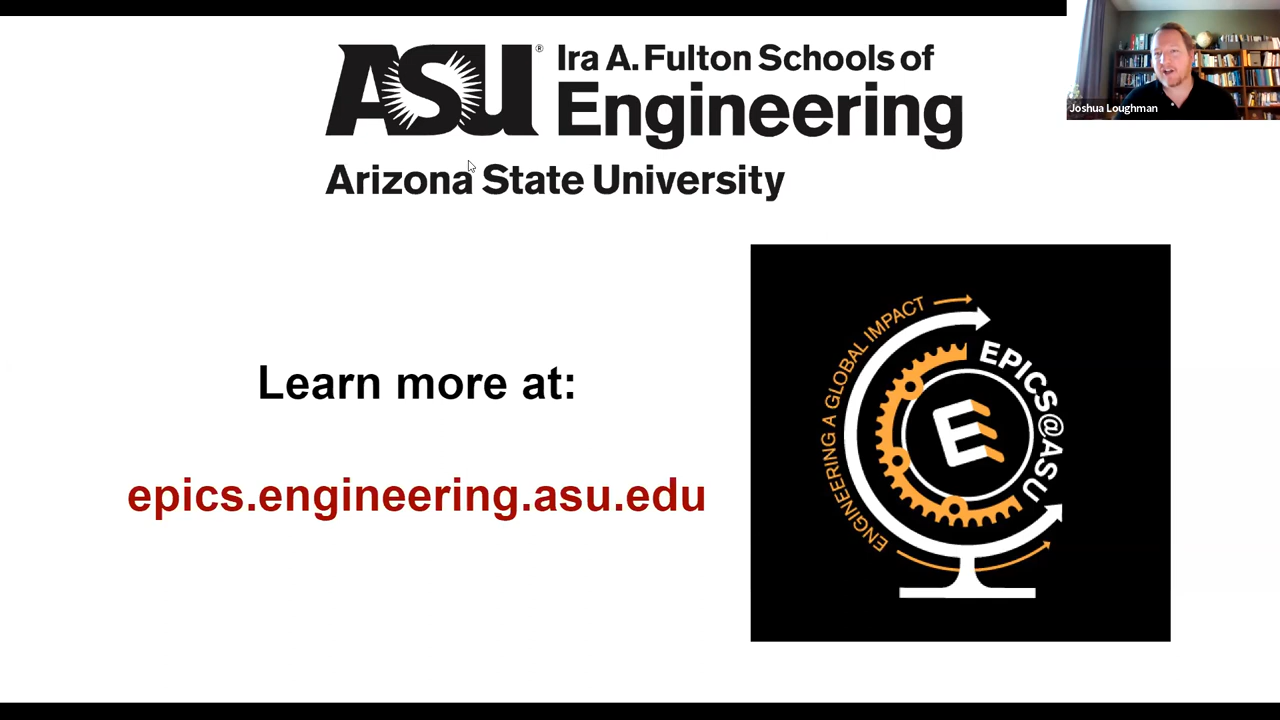 ASU® Ira A. Fulton Schools of
Engineering
Arizona State University
Joshua Loughman
Learn more at:
epics.engineering.asu.edu
ENGINEERING A GLOBAL IMPACT
EPICS@ASU
E